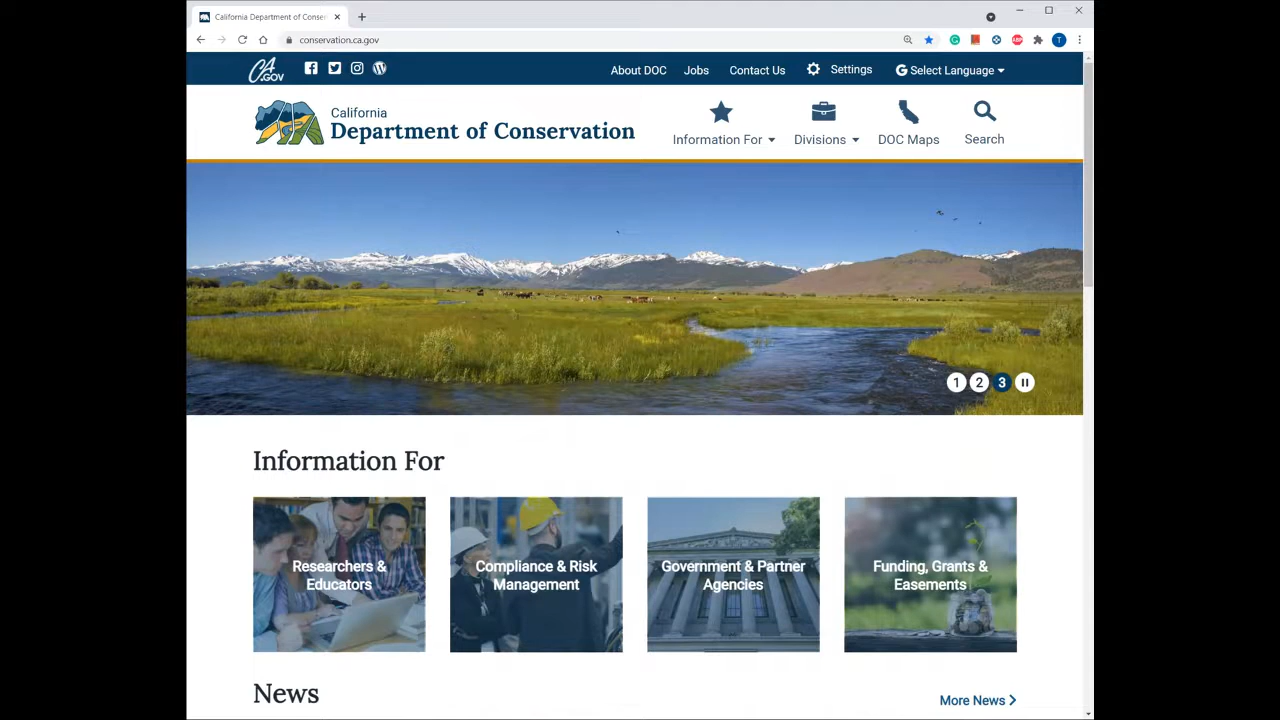 California Department of Conser
conservation.ca.gov
T
CA
.GOV
About DOC
Jobs
Contact Us
Settings
G Select Language
California
Department of Conservation
Information For
Divisions
DOC Maps
Search
1
2
3
Information For
Researchers &
Educators
Compliance & Risk
Management
Government & Partner
Agencies
Funding, Grants &
Easements
News
More News